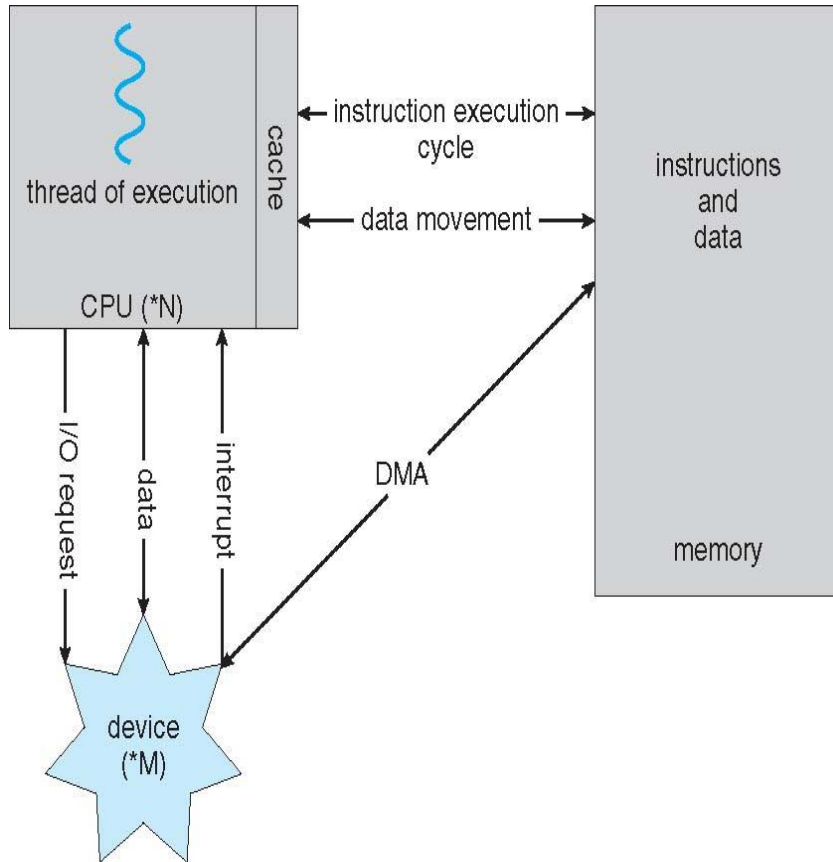 thread of execution
cache
CPU (*N)
instruction execution
cycle
data movement
instructions
and
data
memory
I/O request
data
interrupt
DMA
device
(*M)